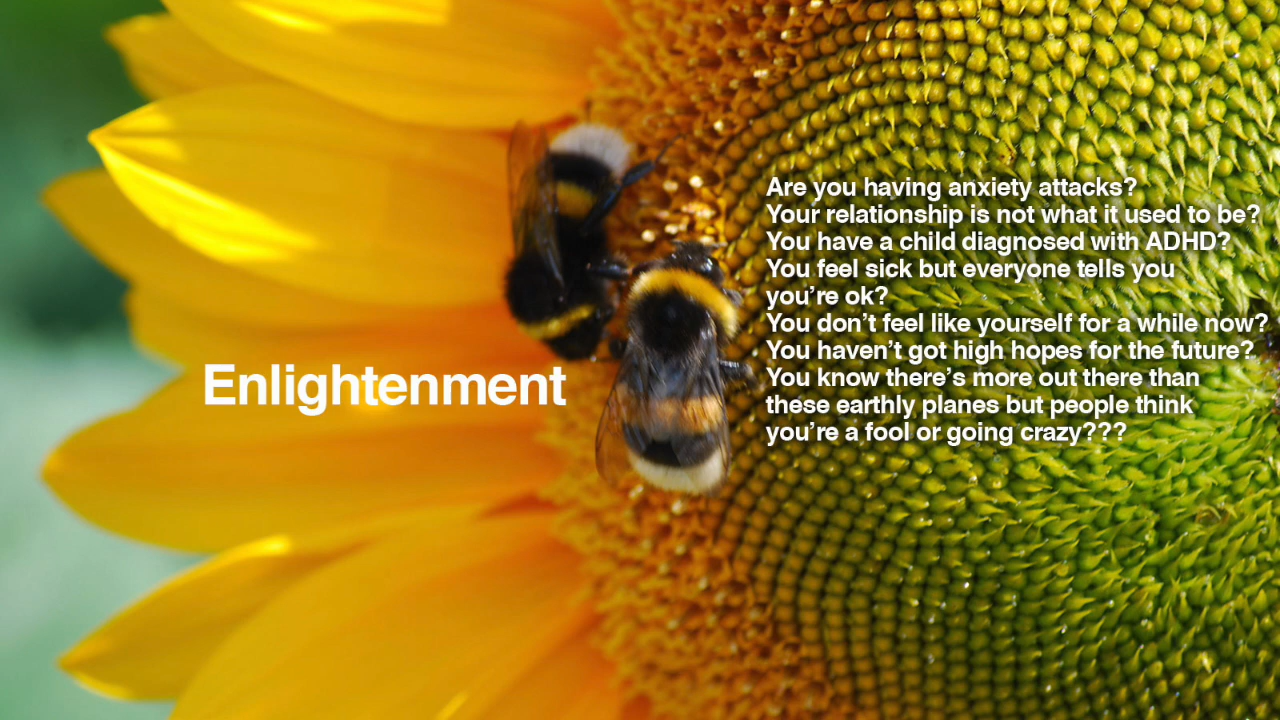 Enlightenment
Are you having anxiety attacks?
Your relationship is not what it used to be?
You have a child diagnosed with ADHD?
You feel sick but everyone tells you
you’re ok?
You don’t feel like yourself for a while now?
You haven’t got high hopes for the future?
You know there’s more out there than
these earthly planes but people think
you’re a fool or going crazy???